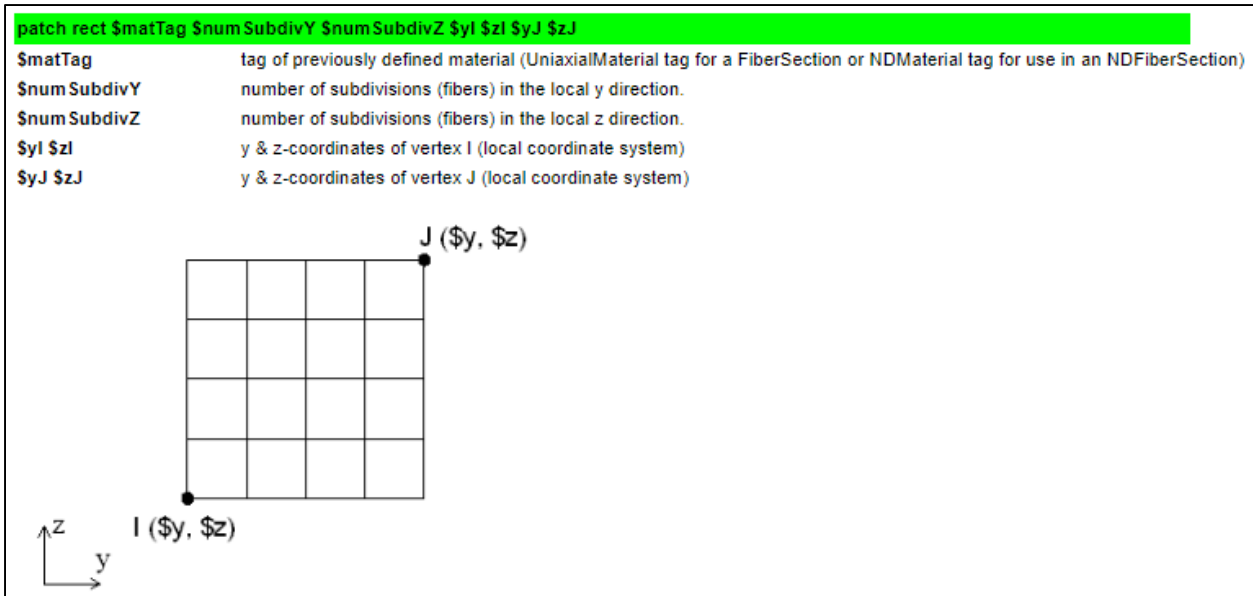 patch rect $matTag $numSubdivY $numSubdivZ $yI $zI $yJ $zJ
$matTag tag of previously defined material (UniaxialMaterial tag for a FiberSection or NDMaterial tag for use in an NDFiberSection)
$numSubdivY number of subdivisions (fibers) in the local y direction.
$numSubdivZ number of subdivisions (fibers) in the local z direction.
$yI $zI y & z-coordinates of vertex I (local coordinate system)
$yJ $zJ y & z-coordinates of vertex J (local coordinate system)
J ($y, $z)
z
I ($y, $z)
y